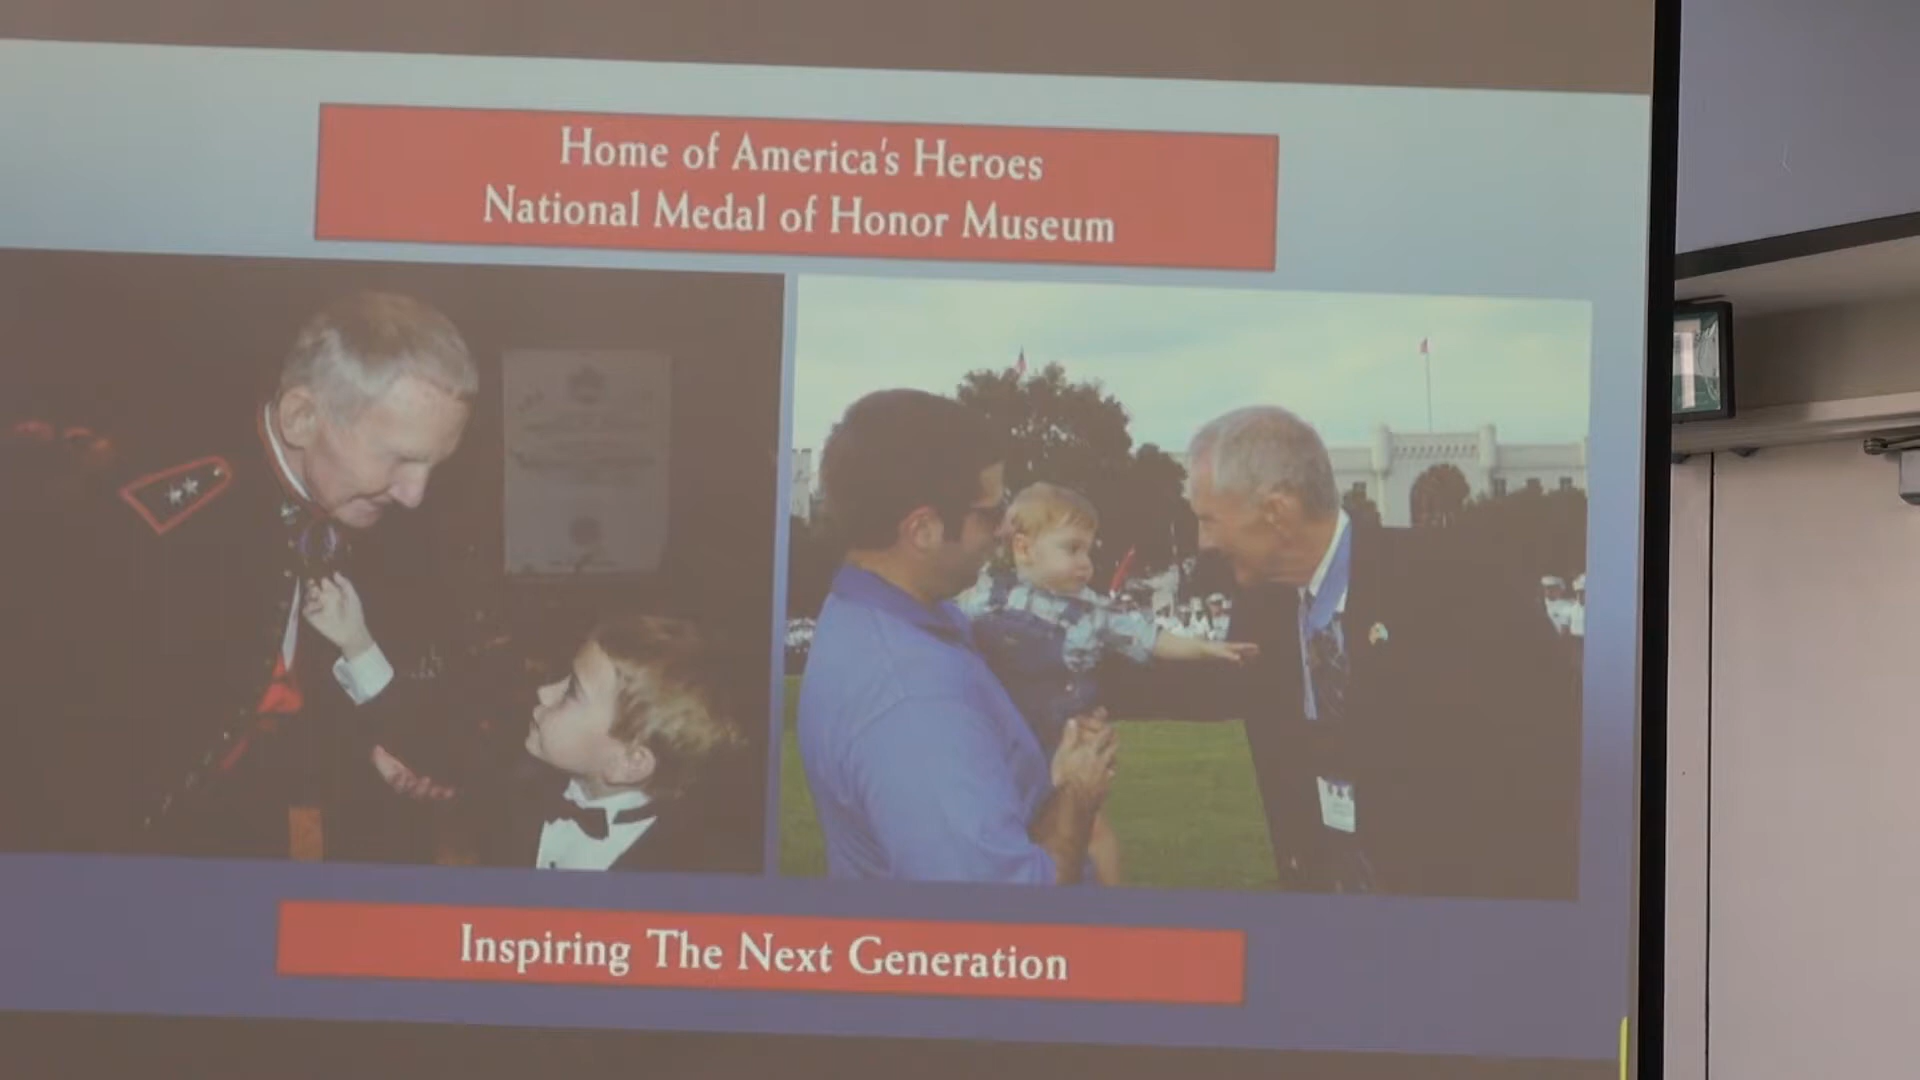 Home of America's Heroes
National Medal of Honor Museum
Inspiring The Next Generation